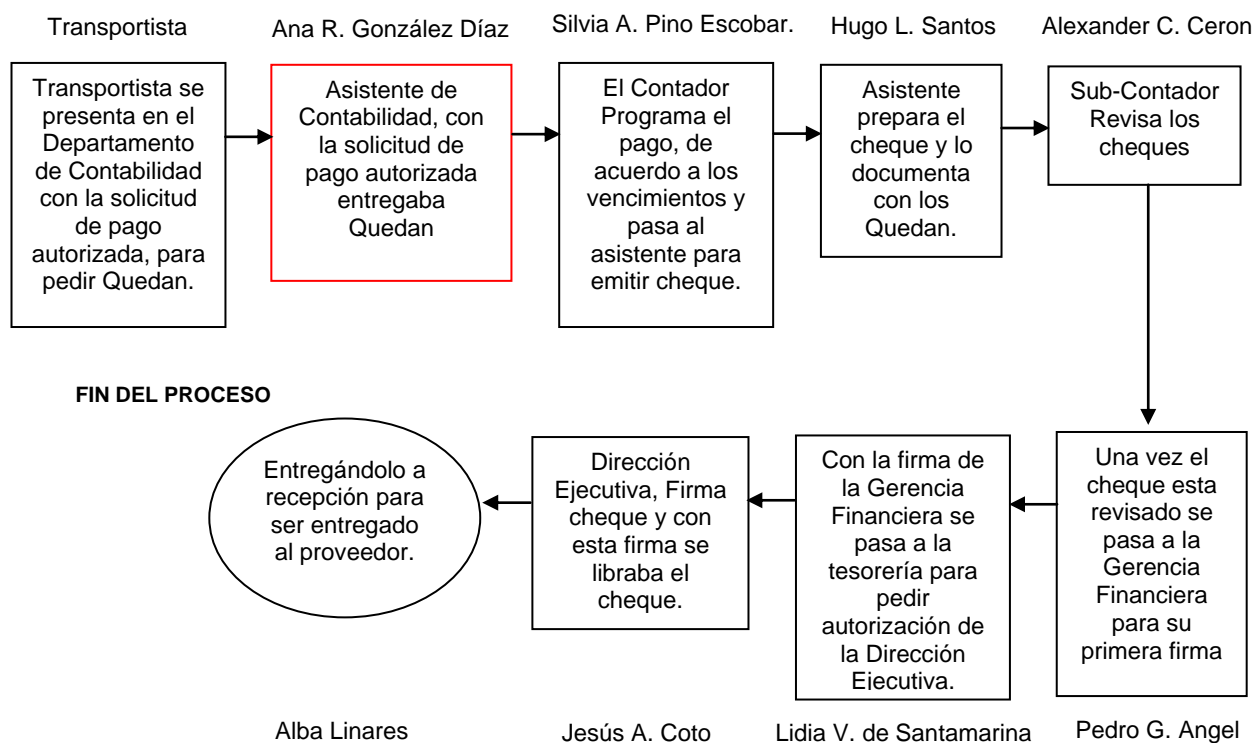 Transportista
Ana R. González Díaz
Silvia A. Pino Escobar.
Hugo L. Santos
Alexander C. Ceron
Transportista se
presenta en el
Departamento
de Contabilidad
con la solicitud
de pago
autorizada, para
pedir Quedan.
Asistente de
Contabilidad, con
la solicitud de
pago autorizada
entregaba
Quedan
El Contador
Programa el
pago, de
acuerdo a los
vencimientos y
pasa al
asistente para
emitir cheque.
Asistente
prepara el
cheque y lo
documenta
con los
Quedan.
Sub-Contador
Revisa los
cheques
FIN DEL PROCESO
Entregándolo a
recepción para
ser entregado
al proveedor.
Dirección
Ejecutiva, Firma
cheque y con
esta firma se
libraba el
cheque.
Con la firma de
la Gerencia
Financiera se
pasa a la
tesorería para
pedir
autorización de
la Dirección
Ejecutiva.
Una vez el
cheque esta
revisado se
pasa a la
Gerencia
Financiera
para su
primera firma
Alba Linares
Jesús A. Coto
Lidia V. de Santamarina
Pedro G. Angel